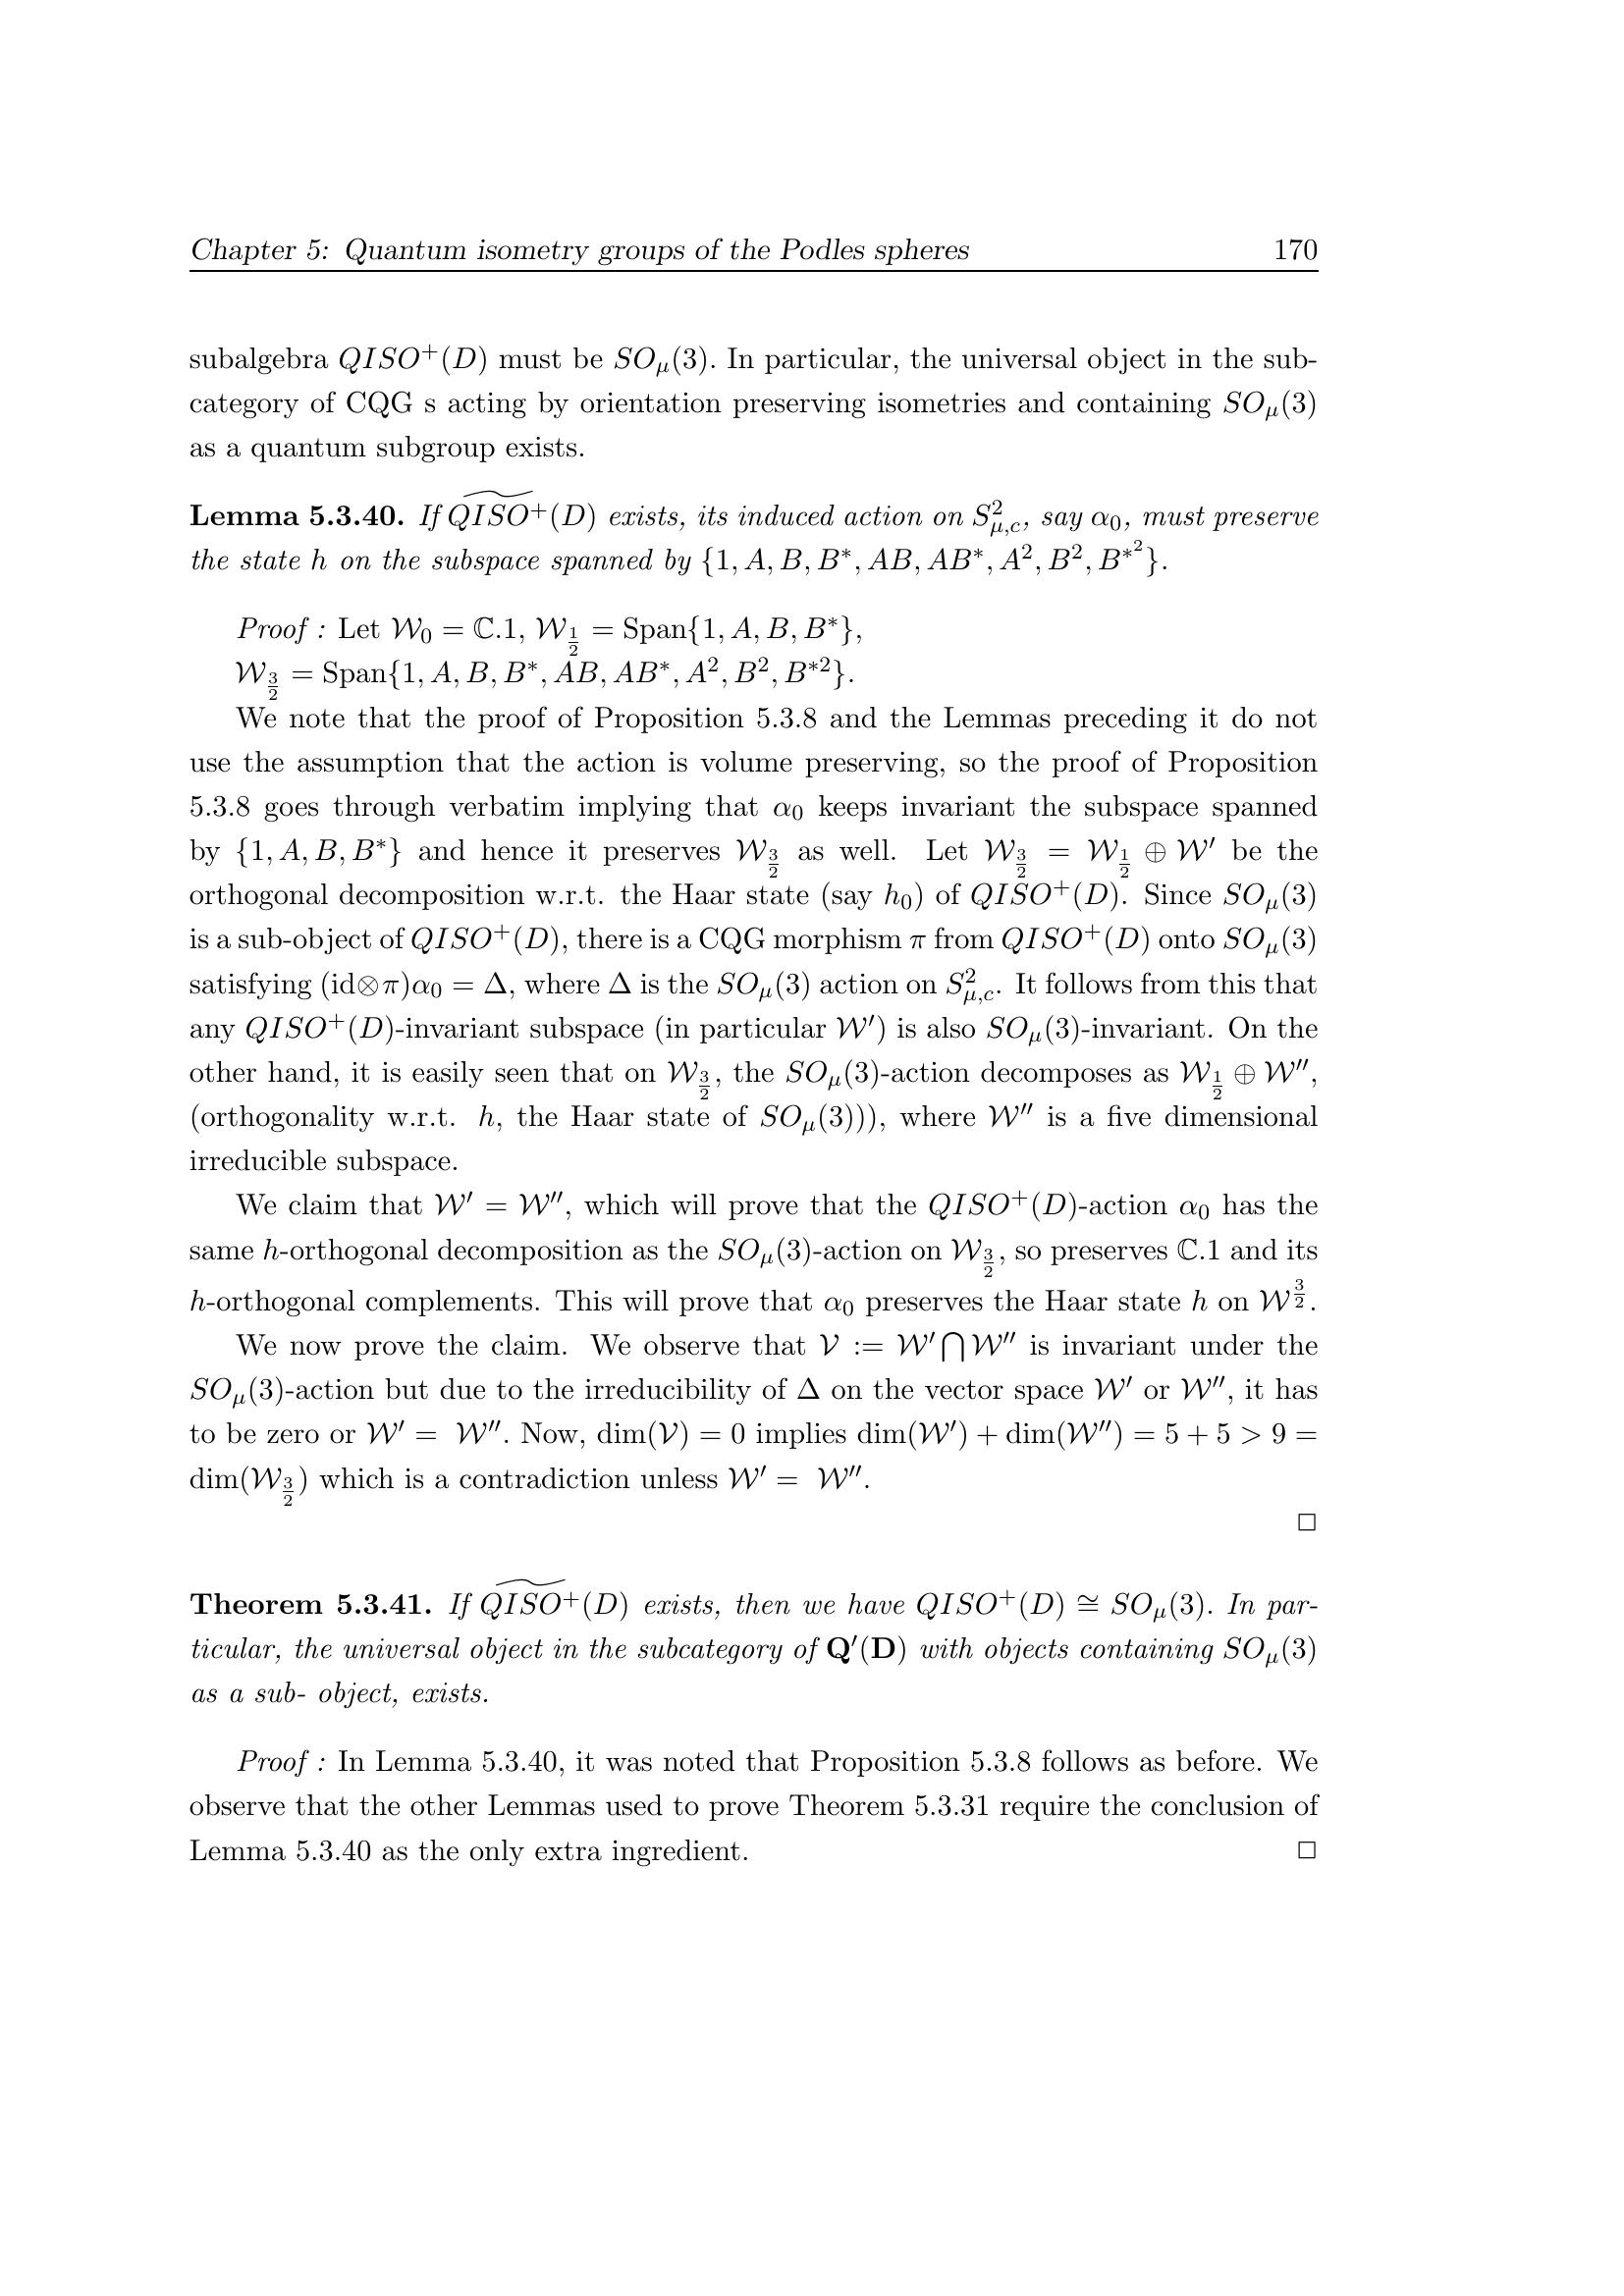 Chapter 5: Quantum isometry groups of the Podles spheres 170
subalgebra $QISO^+(D)$ must be $SO_\mu(3)$. In particular, the universal object in the sub-
category of CQG s acting by orientation preserving isometries and containing $SO_\mu(3)$
as a quantum subgroup exists.
Lemma 5.3.40. If $\widetilde{QISO^+}(D)$ exists, its induced action on $S^2_{\mu,c}$, say $\alpha_0$, must preserve
the state $h$ on the subspace spanned by $\{1, A, B, B^*, AB, AB^*, A^2, B^2, B^{*^2}\}$.
Proof : Let $\mathcal{W}_0 = \mathbb{C}.1$, $\mathcal{W}_{\frac{1}{2}} = \text{Span}\{1, A, B, B^*\}$,
$\mathcal{W}_{\frac{3}{2}} = \text{Span}\{1, A, B, B^*, AB, AB^*, A^2, B^2, B^{*2}\}$.
We note that the proof of Proposition 5.3.8 and the Lemmas preceding it do not
use the assumption that the action is volume preserving, so the proof of Proposition
5.3.8 goes through verbatim implying that $\alpha_0$ keeps invariant the subspace spanned
by $\{1, A, B, B^*\}$ and hence it preserves $\mathcal{W}_{\frac{3}{2}}$ as well. Let $\mathcal{W}_{\frac{3}{2}} = \mathcal{W}_{\frac{1}{2}} \oplus \mathcal{W}'$ be the
orthogonal decomposition w.r.t. the Haar state (say $h_0$) of $QISO^+(D)$. Since $SO_\mu(3)$
is a sub-object of $QISO^+(D)$, there is a CQG morphism $\pi$ from $QISO^+(D)$ onto $SO_\mu(3)$
satisfying $(\text{id} \otimes \pi)\alpha_0 = \Delta$, where $\Delta$ is the $SO_\mu(3)$ action on $S^2_{\mu,c}$. It follows from this that
any $QISO^+(D)$-invariant subspace (in particular $\mathcal{W}'$) is also $SO_\mu(3)$-invariant. On the
other hand, it is easily seen that on $\mathcal{W}_{\frac{3}{2}}$, the $SO_\mu(3)$-action decomposes as $\mathcal{W}_{\frac{1}{2}} \oplus \mathcal{W}''$,
(orthogonality w.r.t. $h$, the Haar state of $SO_\mu(3)$)), where $\mathcal{W}''$ is a five dimensional
irreducible subspace.
We claim that $\mathcal{W}' = \mathcal{W}''$, which will prove that the $QISO^+(D)$-action $\alpha_0$ has the
same $h$-orthogonal decomposition as the $SO_\mu(3)$-action on $\mathcal{W}_{\frac{3}{2}}$, so preserves $\mathbb{C}.1$ and its
$h$-orthogonal complements. This will prove that $\alpha_0$ preserves the Haar state $h$ on $\mathcal{W}^{\frac{3}{2}}$.
We now prove the claim. We observe that $\mathcal{V} := \mathcal{W}' \bigcap \mathcal{W}''$ is invariant under the
$SO_\mu(3)$-action but due to the irreducibility of $\Delta$ on the vector space $\mathcal{W}'$ or $\mathcal{W}''$, it has
to be zero or $\mathcal{W}' = \mathcal{W}''$. Now, $\dim(\mathcal{V}) = 0$ implies $\dim(\mathcal{W}') + \dim(\mathcal{W}'') = 5 + 5 > 9 =$
$\dim(\mathcal{W}_{\frac{3}{2}})$ which is a contradiction unless $\mathcal{W}' = \mathcal{W}''$.
□
Theorem 5.3.41. If $\widetilde{QISO^+}(D)$ exists, then we have $QISO^+(D) \cong SO_\mu(3)$. In par-
ticular, the universal object in the subcategory of $\mathbf{Q}'(\mathbf{D})$ with objects containing $SO_\mu(3)$
as a sub- object, exists.
Proof : In Lemma 5.3.40, it was noted that Proposition 5.3.8 follows as before. We
observe that the other Lemmas used to prove Theorem 5.3.31 require the conclusion of
Lemma 5.3.40 as the only extra ingredient. □